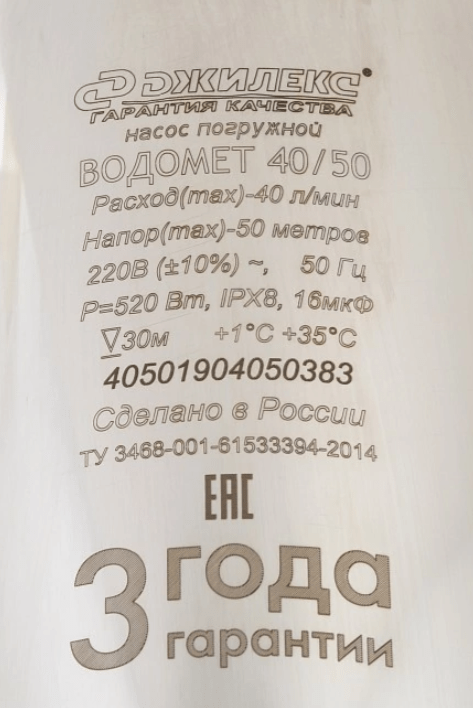 ДЖИЛЕКС®
ГАРАНТИЯ КАЧЕСТВА
насос погружной
ВОДОМЕТ 40/50
Расход(max)-40 л/мин
Напор(max)-50 метров
220В (±10%) ~, 50 Гц
P=520 Вт, IPX8, 16мкФ
30м +1°C +35°C
40501904050383
Сделано в России
ТУ 3468-001-61533394-2014
EAC
3 года
гарантии